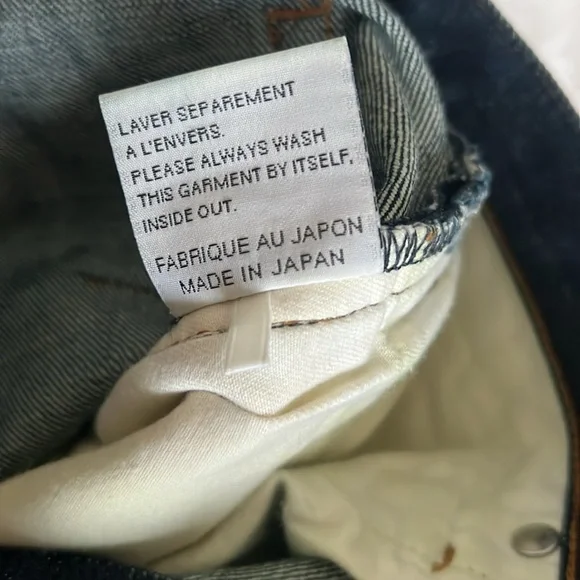 LAVER SEPAREMENT
A L'ENVERS.
PLEASE ALWAYS WASH
THIS GARMENT BY ITSELF,
INSIDE OUT.
FABRIQUE AU JAPON
MADE IN JAPAN